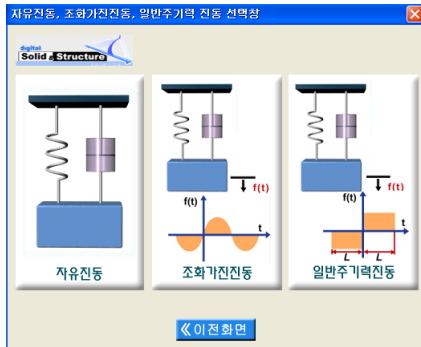 자유진동, 조화가진진동, 일반주기력 진동 선택창
digital
Solid & Structure
f(t)
f(t)
f(t)
t
f(t)
t
L
L
자유진동
조화가진진동
일반주기력진동
《이전화면